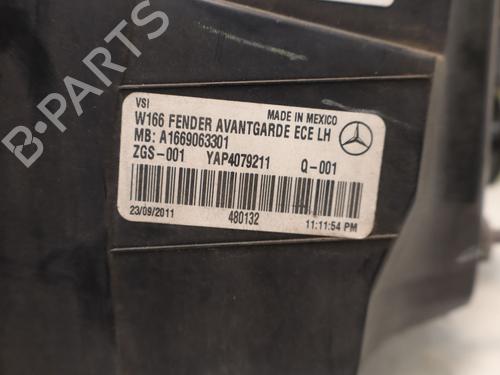 VSI
MADE IN MEXICO
W166 FENDER AVANTGARDE ECE LH
MB: A1669063301
ZGS-001 YAP4079211 Q-001
23/09/2011 480132 11:11:54 PM
B-PARTS